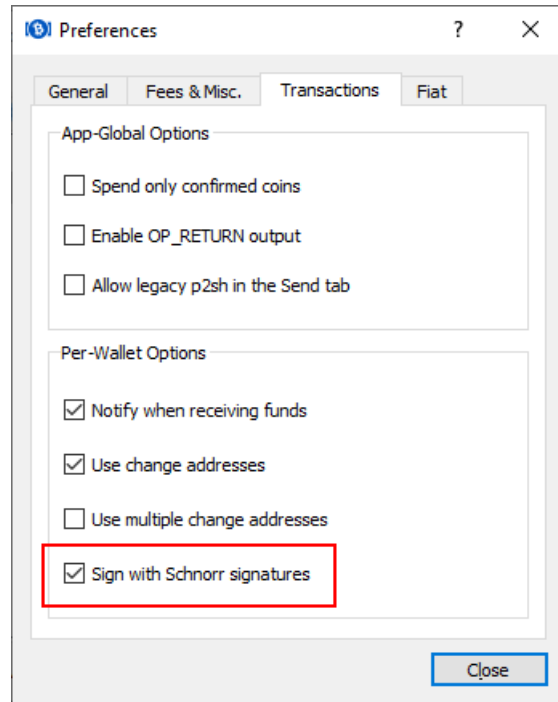 Preferences
?
General Fees & Misc. Transactions Fiat
App-Global Options
Spend only confirmed coins
Enable OP_RETURN output
Allow legacy p2sh in the Send tab
Per-Wallet Options
Notify when receiving funds
Use change addresses
Use multiple change addresses
Sign with Schnorr signatures
Close